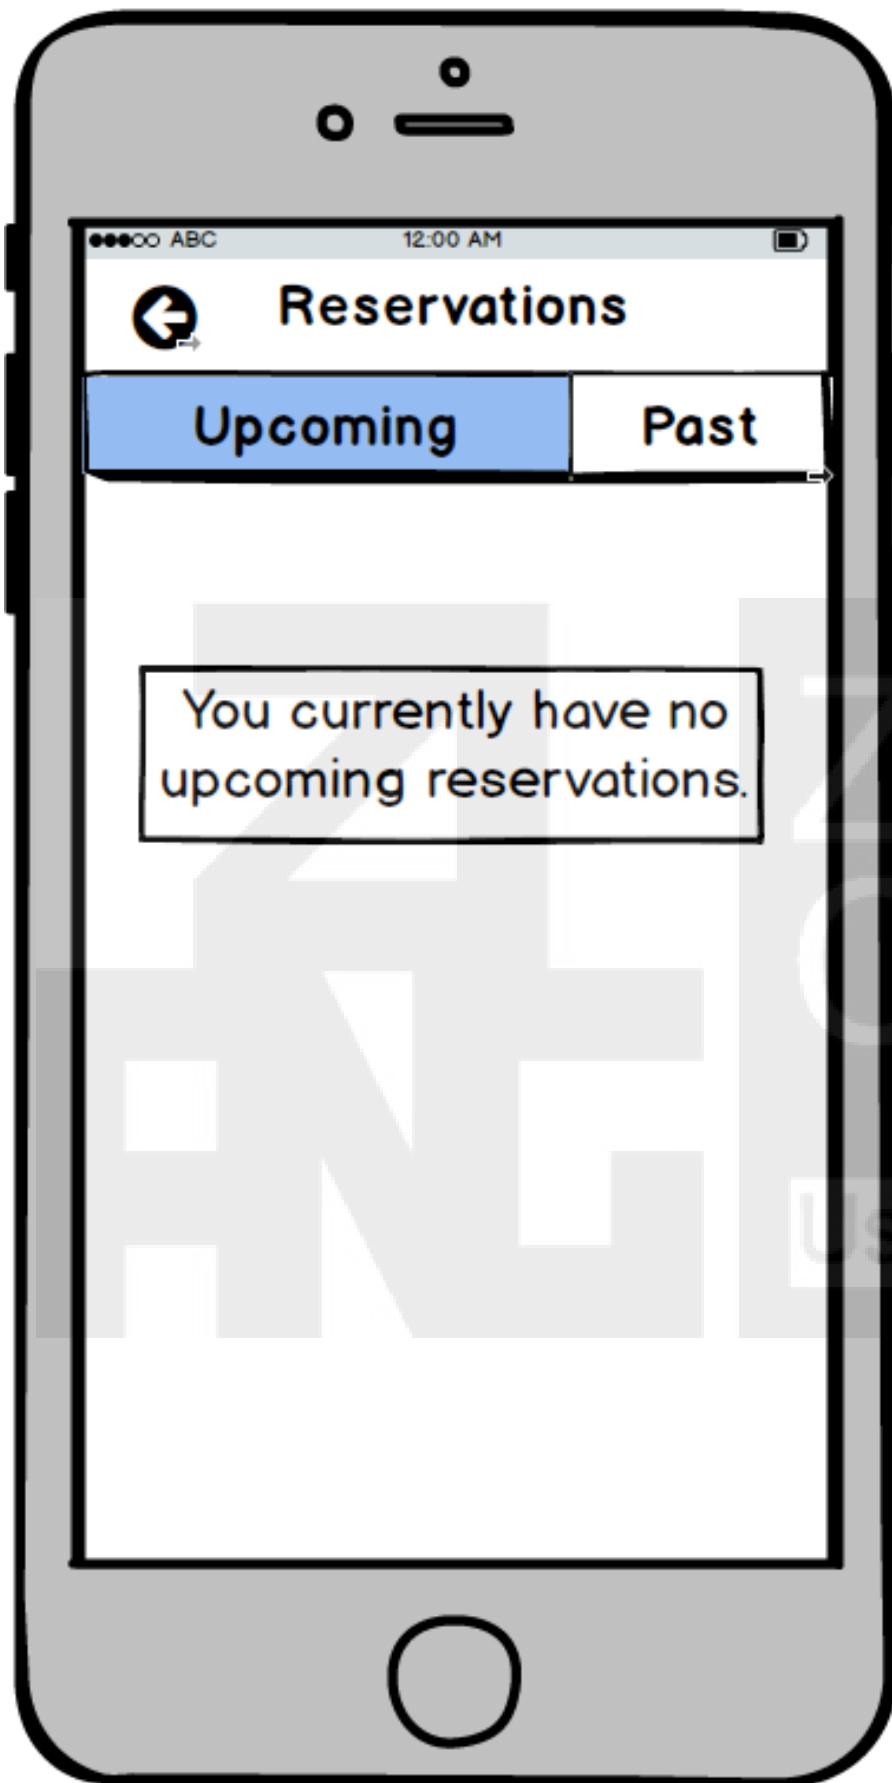 ABC 12:00 AM
Reservations
Upcoming Past
You currently have no
upcoming reservations.